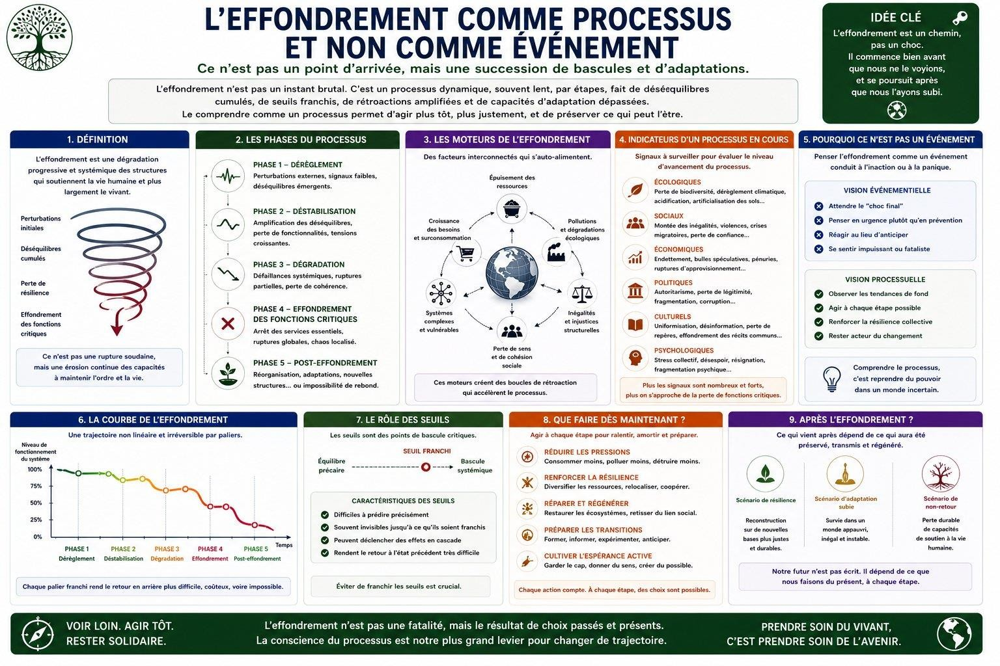 L'EFFONDREMENT COMME PROCESSUS
ET NON COMME ÉVÉNEMENT
Ce n'est pas un point d'arrivée, mais une succession de bascules et d'adaptations.
L'effondrement n'est pas un instant brutal. C'est un processus dynamique, souvent lent, par étapes, fait de déséquilibres
cumulés, de seuils franchis, de rétroactions amplifiées et de capacités d'adaptation dépassées.
Le comprendre comme un processus permet d'agir plus tôt, plus justement, et de préserver ce qui peut l'être.
IDÉE CLÉ
L'effondrement est un chemin,
pas un choc.
Il commence bien avant
que nous ne le voyions,
et se poursuit après
que nous l'ayons subi.
1. DÉFINITION
L'effondrement est une dégradation
progressive et systémique des structures
qui soutiennent la vie humaine et plus
largement le vivant.
Perturbations
initiales
Déséquilibres
cumulés
Perte de
résilience
Effondrement
des fonctions
critiques
Ce n'est pas une rupture soudaine,
mais une érosion continue des capacités
à maintenir l'ordre et la vie.
2. LES PHASES DU PROCESSUS
PHASE 1 – DÉRÈGLEMENT
Perturbations externes, signaux faibles,
déséquilibres émergents.
PHASE 2 – DÉSTABILISATION
Amplification des déséquilibres,
perte de fonctionnalités, tensions
croissantes.
PHASE 3 – DÉGRADATION
Défaillances systémiques, ruptures
partielles, perte de cohérence.
PHASE 4 – EFFONDREMENT
DES FONCTIONS CRITIQUES
Arrêt des services essentiels,
ruptures globales, chaos localisé.
PHASE 5 – POST-EFFONDREMENT
Réorganisation, adaptations, nouvelles
structures... ou impossibilité de rebond.
3. LES MOTEURS DE L'EFFONDREMENT
Des facteurs interconnectés qui s'auto-alimentent.
Épuisement des
ressources
Croissance
des besoins
et surconsommation
Pollutions
et dégradations
écologiques
Systèmes
complexes
et vulnérables
Inégalités
et injustices
structurelles
Perte de sens
et de cohésion
sociale
Ces moteurs créent des boucles de rétroaction
qui accélèrent le processus.
4. INDICATEURS D'UN PROCESSUS EN COURS
Signaux à surveiller pour évaluer le niveau
d'avancement du processus.
ÉCOLOGIQUES
Perte de biodiversité, dérèglement climatique,
acidification, artificialisation des sols...
SOCIAUX
Montée des inégalités, violences, crises
migratoires, perte de confiance...
ÉCONOMIQUES
Endettement, bulles spéculatives, pénuries,
ruptures d'approvisionnement...
POLITIQUES
Autoritarisme, perte de légitimité,
fragmentation, corruption...
CULTURELS
Uniformisation, désinformation, perte de
repères, effondrement des récits communs...
PSYCHOLOGIQUES
Stress collectif, désespoir, résignation,
fragmentation psychique...
Plus les signaux sont nombreux et forts,
plus on s'approche de la perte de fonctions critiques.
5. POURQUOI CE N'EST PAS UN ÉVÉNEMENT
Penser l'effondrement comme un événement
conduit à l'inaction ou à la panique.
VISION ÉVÉNEMENTIELLE
Attendre le "choc final"
Penser en urgence plutôt qu'en prévention
Réagir au lieu d'anticiper
Se sentir impuissant ou fataliste
VISION PROCESSUELLE
Observer les tendances de fond
Agir à chaque étape possible
Renforcer la résilience collective
Rester acteur du changement
Comprendre le processus,
c'est reprendre du pouvoir
dans un monde incertain.
6. LA COURBE DE L'EFFONDREMENT
Une trajectoire non linéaire et irréversible par paliers.
Niveau de
fonctionnement
du système
100%
75%
50%
25%
0%
Temps
PHASE 1 PHASE 2 PHASE 3 PHASE 4 PHASE 5
Dérèglement Déstabilisation Dégradation Effondrement Post-effondrement
Chaque palier franchi rend le retour en arrière plus difficile, coûteux, voire impossible.
7. LE RÔLE DES SEUILS
Les seuils sont des points de bascule critiques.
SEUIL FRANCHI
Équilibre
précaire
Bascule
systémique
CARACTÉRISTIQUES DES SEUILS
Difficiles à prédire précisément
Souvent invisibles jusqu'à ce qu'ils soient franchis
Peuvent déclencher des effets en cascade
Rendent le retour à l'état précédent très difficile
Éviter de franchir les seuils est crucial.
8. QUE FAIRE DÈS MAINTENANT ?
Agir à chaque étape pour ralentir, amortir et préparer.
RÉDUIRE LES PRESSIONS
Consommer moins, polluer moins, détruire moins.
RENFORCER LA RÉSILIENCE
Diversifier les ressources, relocaliser, coopérer.
RÉPARER ET RÉGÉNÉRER
Restaurer les écosystèmes, retisser du lien social.
PRÉPARER LES TRANSITIONS
Former, informer, expérimenter, anticiper.
CULTIVER L'ESPÉRANCE ACTIVE
Garder le cap, donner du sens, créer du possible.
Chaque action compte. À chaque étape, des choix sont possibles.
9. APRÈS L'EFFONDREMENT ?
Ce qui vient après dépend de ce qui aura été
préservé, transmis et régénéré.
Scénario de résilience
Reconstruction
sur de nouvelles
bases plus justes
et durables.
Scénario d'adaptation
subie
Survie dans un
monde appauvri,
inégal et instable.
Scénario de
non-retour
Perte durable
de capacités
de soutien à la vie
humaine.
Notre futur n'est pas écrit. Il dépend de ce que
nous faisons du présent, à chaque étape.
VOIR LOIN. AGIR TÔT.
RESTER SOLIDAIRE.
L'effondrement n'est pas une fatalité, mais le résultat de choix passés et présents.
La conscience du processus est notre plus grand levier pour changer de trajectoire.
PRENDRE SOIN DU VIVANT,
C'EST PRENDRE SOIN DE L'AVENIR.